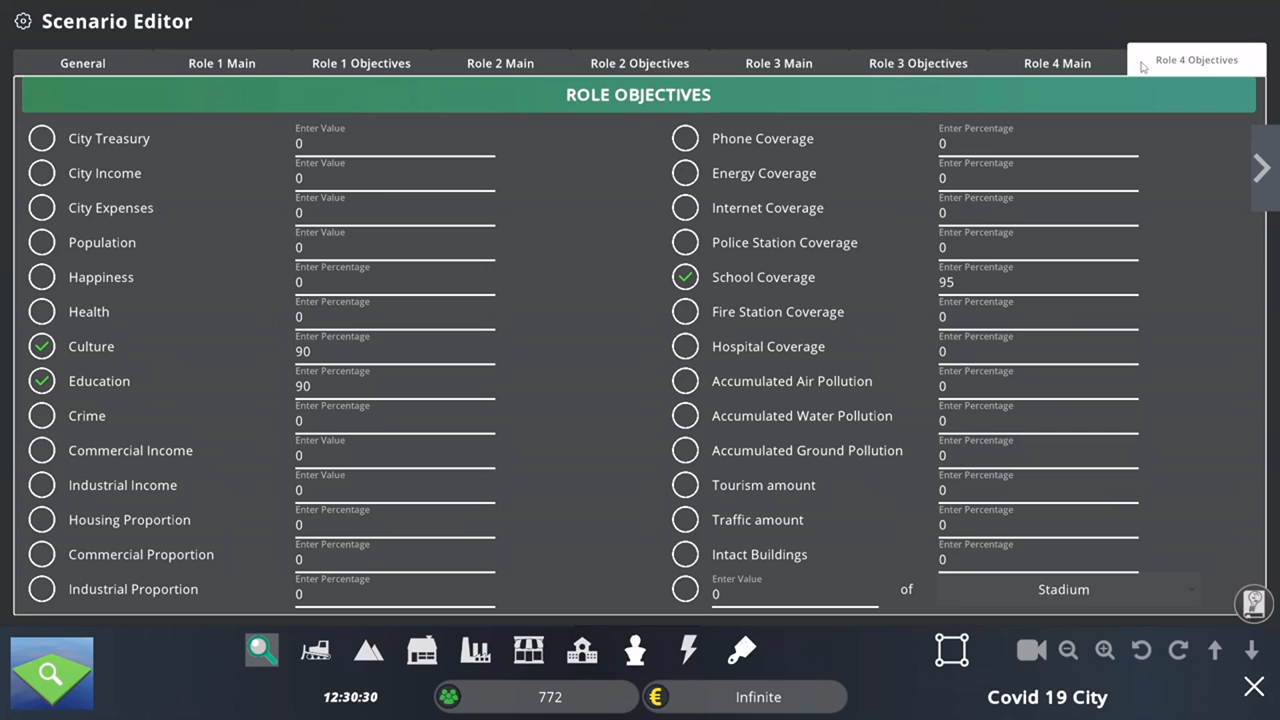 Scenario Editor
General Role 1 Main Role 1 Objectives Role 2 Main Role 2 Objectives Role 3 Main Role 3 Objectives Role 4 Main Role 4 Objectives
ROLE OBJECTIVES
City Treasury Enter Value 0
City Income Enter Value 0
City Expenses Enter Value 0
Population Enter Value 0
Happiness Enter Percentage 0
Health Enter Percentage 0
Culture Enter Percentage 90
Education Enter Percentage 90
Crime Enter Percentage 0
Commercial Income Enter Value 0
Industrial Income Enter Value 0
Housing Proportion Enter Percentage 0
Commercial Proportion Enter Percentage 0
Industrial Proportion Enter Percentage 0
Phone Coverage Enter Percentage 0
Energy Coverage Enter Percentage 0
Internet Coverage Enter Percentage 0
Police Station Coverage Enter Percentage 0
School Coverage Enter Percentage 95
Fire Station Coverage Enter Percentage 0
Hospital Coverage Enter Percentage 0
Accumulated Air Pollution Enter Percentage 0
Accumulated Water Pollution Enter Percentage 0
Accumulated Ground Pollution Enter Percentage 0
Tourism amount Enter Percentage 0
Traffic amount Enter Percentage 0
Intact Buildings Enter Percentage 0
Enter Value 0 of Stadium
12:30:30 772 € Infinite Covid 19 City